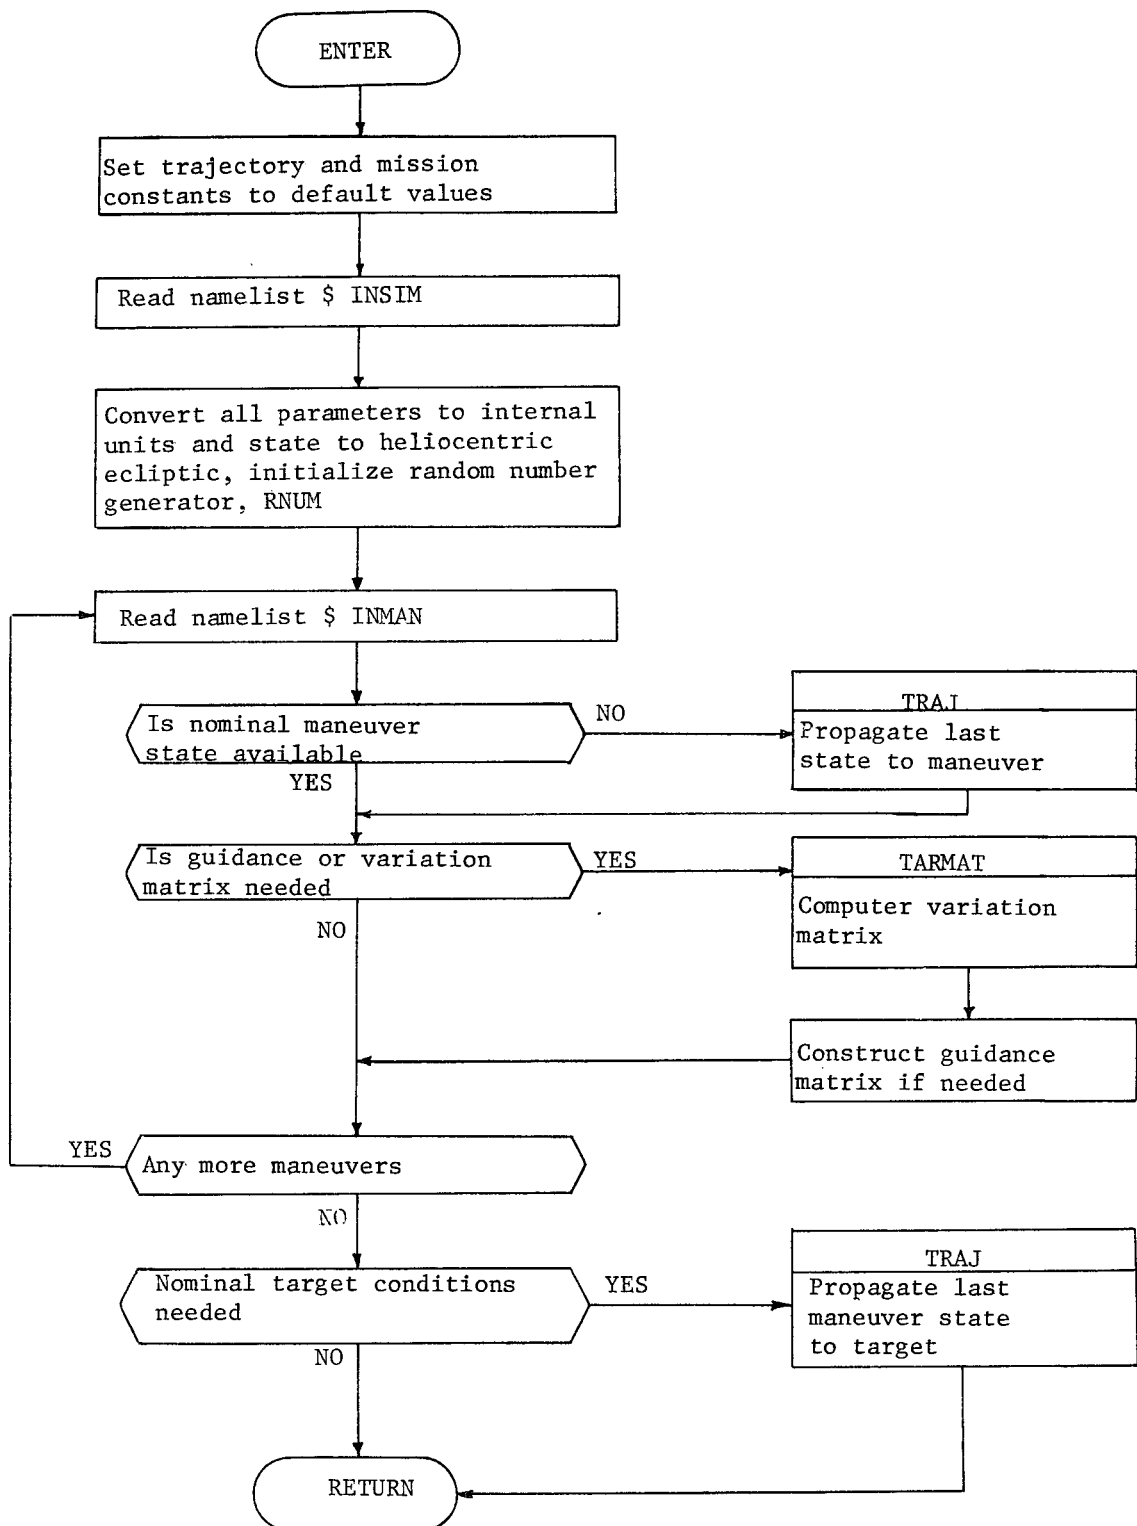 ENTER
Set trajectory and mission
constants to default values
Read namelist $ INSIM
Convert all parameters to internal
units and state to heliocentric
ecliptic, initialize random number
generator, RNUM
Read namelist $ INMAN
Is nominal maneuver
state available
NO
YES
TRAJ
Propagate last
state to maneuver
Is guidance or variation
matrix needed
YES
NO
TARMAT
Computer variation
matrix
Construct guidance
matrix if needed
YES
Any more maneuvers
NO
Nominal target conditions
needed
YES
NO
TRAJ
Propagate last
maneuver state
to target
RETURN